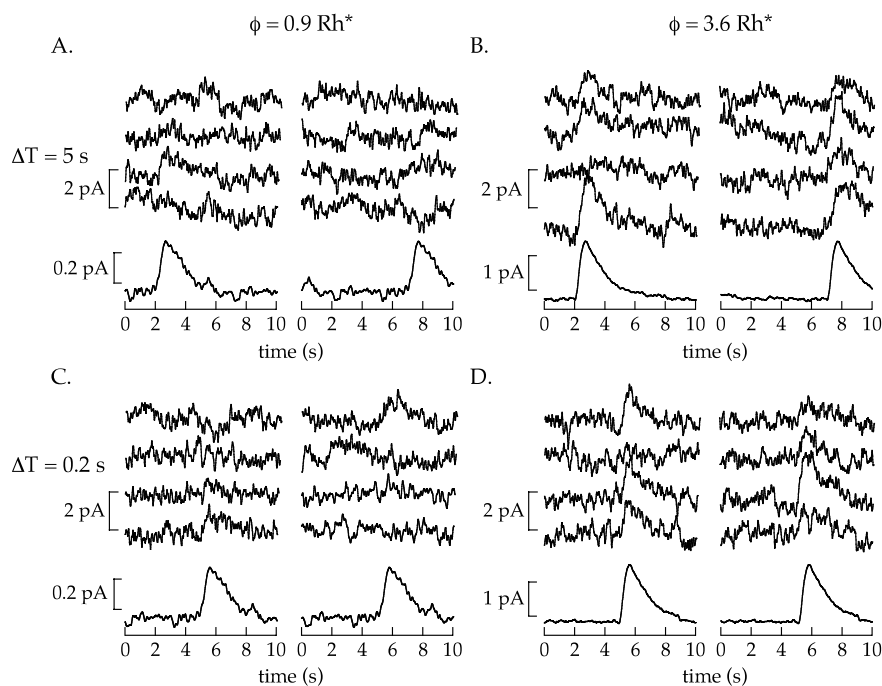 ϕ = 0.9 Rh*
ϕ = 3.6 Rh*
A.
B.
ΔT = 5 s
2 pA
2 pA
0.2 pA
1 pA
0 2 4 6 8 10 0 2 4 6 8 10
0 2 4 6 8 10 0 2 4 6 8 10
time (s)
time (s)
C.
D.
ΔT = 0.2 s
2 pA
2 pA
0.2 pA
1 pA
0 2 4 6 8 10 0 2 4 6 8 10
0 2 4 6 8 10 0 2 4 6 8 10
time (s)
time (s)